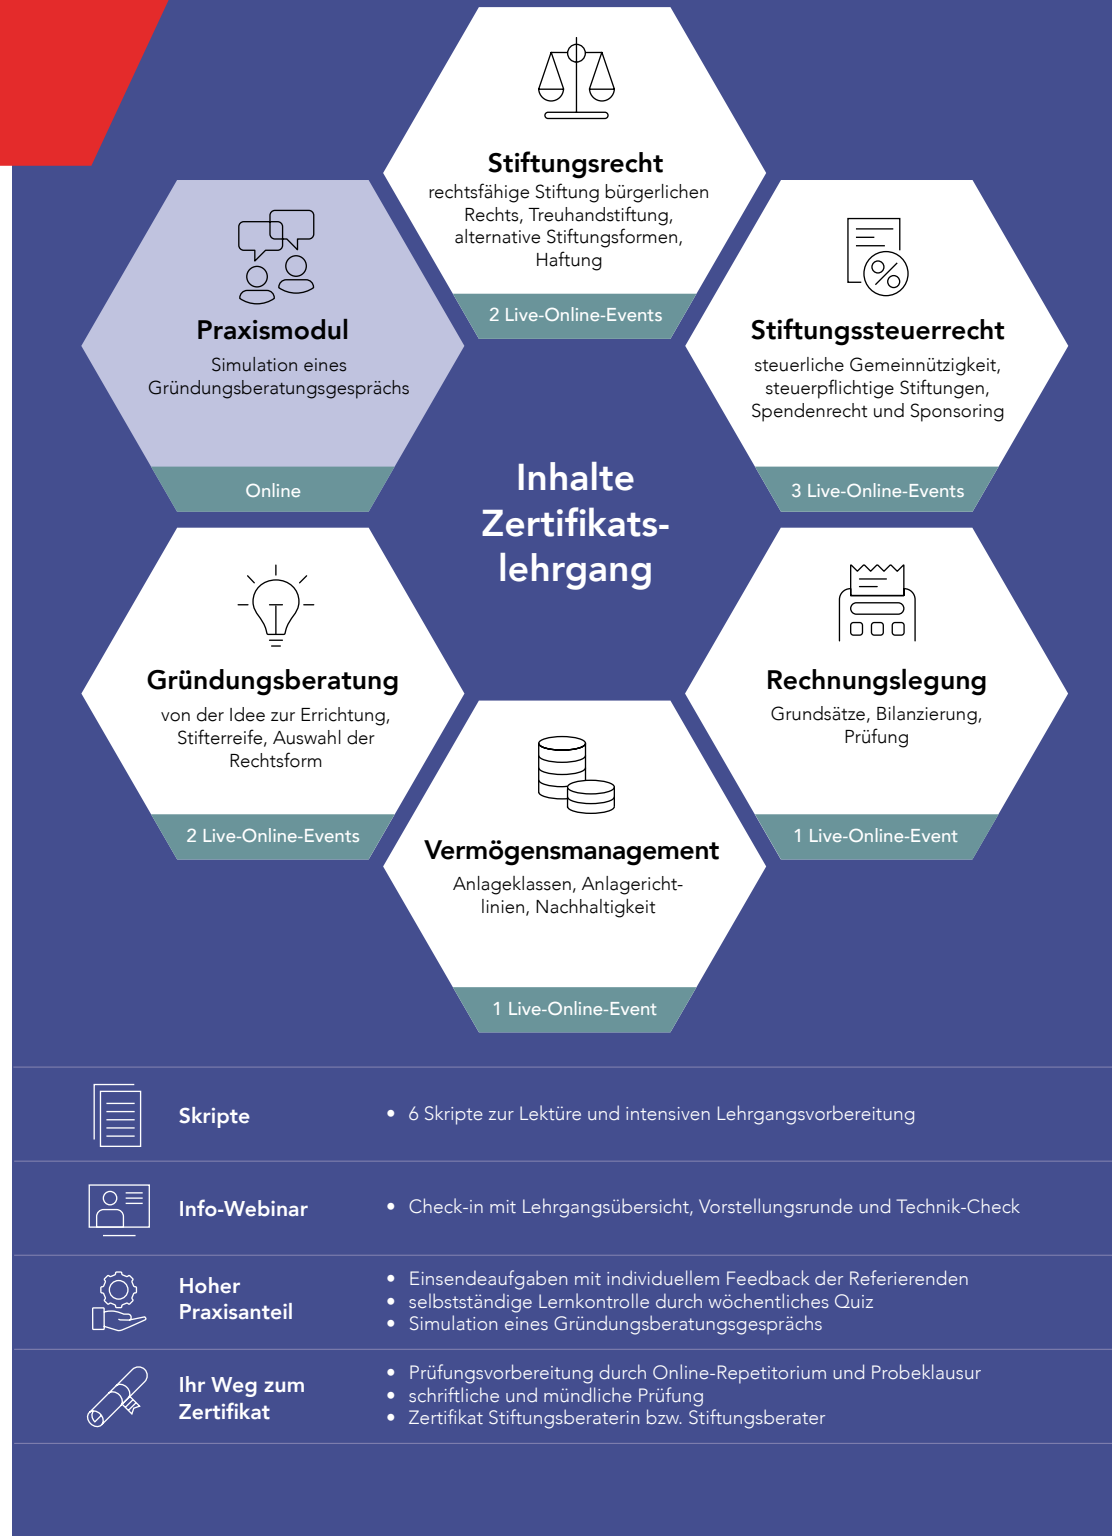 Stiftungsrecht
rechtsfähige Stiftung bürgerlichen
Rechts, Treuhandstiftung,
alternative Stiftungsformen,
Haftung
2 Live-Online-Events
Praxismodul
Simulation eines
Gründungsberatungsgesprächs
Online
Stiftungssteuerrecht
steuerliche Gemeinnützigkeit,
steuerpflichtige Stiftungen,
Spendenrecht und Sponsoring
3 Live-Online-Events
Inhalte
Zertifikats-
lehrgang
Gründungsberatung
von der Idee zur Errichtung,
Stifterreife, Auswahl der
Rechtsform
2 Live-Online-Events
Rechnungslegung
Grundsätze, Bilanzierung,
Prüfung
1 Live-Online-Event
Vermögensmanagement
Anlageklassen, Anlagericht-
linien, Nachhaltigkeit
1 Live-Online-Event
Skripte
• 6 Skripte zur Lektüre und intensiven Lehrgangsvorbereitung
Info-Webinar
• Check-in mit Lehrgangsübersicht, Vorstellungsrunde und Technik-Check
Hoher
Praxisanteil
• Einsendeaufgaben mit individuellem Feedback der Referierenden
• selbstständige Lernkontrolle durch wöchentliches Quiz
• Simulation eines Gründungsberatungsgesprächs
Ihr Weg zum
Zertifikat
• Prüfungsvorbereitung durch Online-Repetitorium und Probeklausur
• schriftliche und mündliche Prüfung
• Zertifikat Stiftungsberaterin bzw. Stiftungsberater